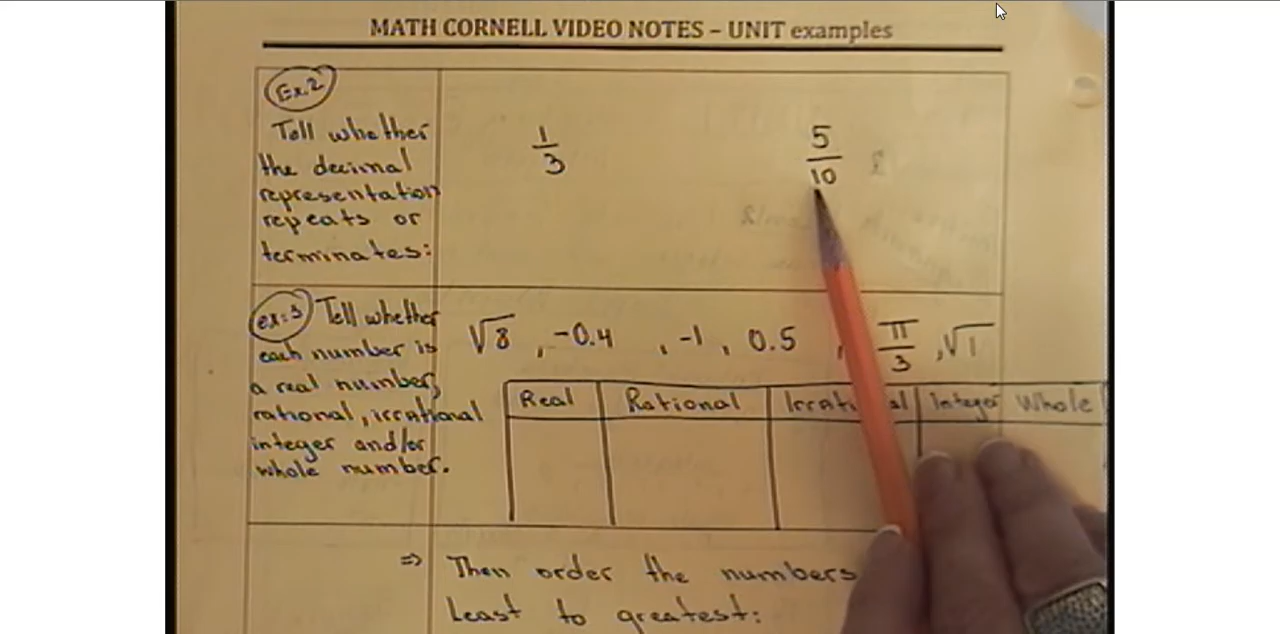 MATH CORNELL VIDEO NOTES – UNIT examples
Ex.2
Tell whether
the decimal
representation
repeats or
terminates:
1/3
5/10
ex:3 Tell whether
each number is
a real number,
rational, irrational
integer and/or
whole number.
√8, -0.4, -1, 0.5, π/3, √1
Real Rational Integer Whole
⇒ Then order the numbers
Least to greatest: